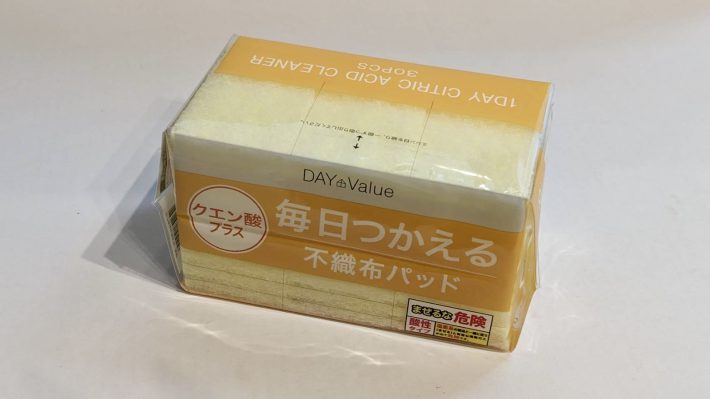 1DAY CITRIC ACID CLEANER
30PCS
DAY Value
クエン酸
プラス
毎日つかえる
不織布パッド
まぜるな危険
酸性
タイプ